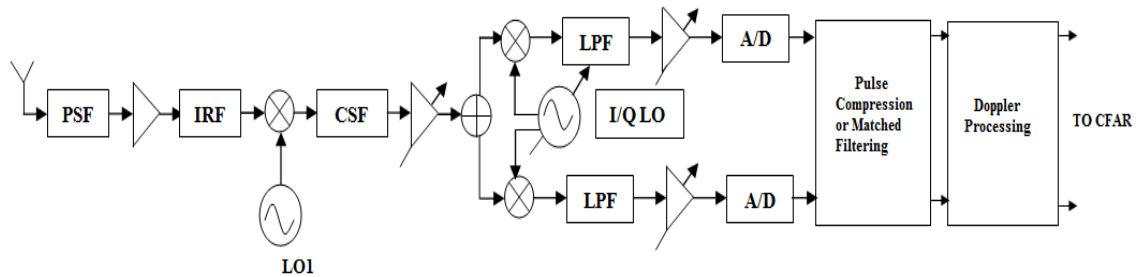 PSF
IRF
CSF
LO1
LPF
A/D
I/Q LO
LPF
A/D
Pulse
Compression
or Matched
Filtering
Doppler
Processing
TO CFAR